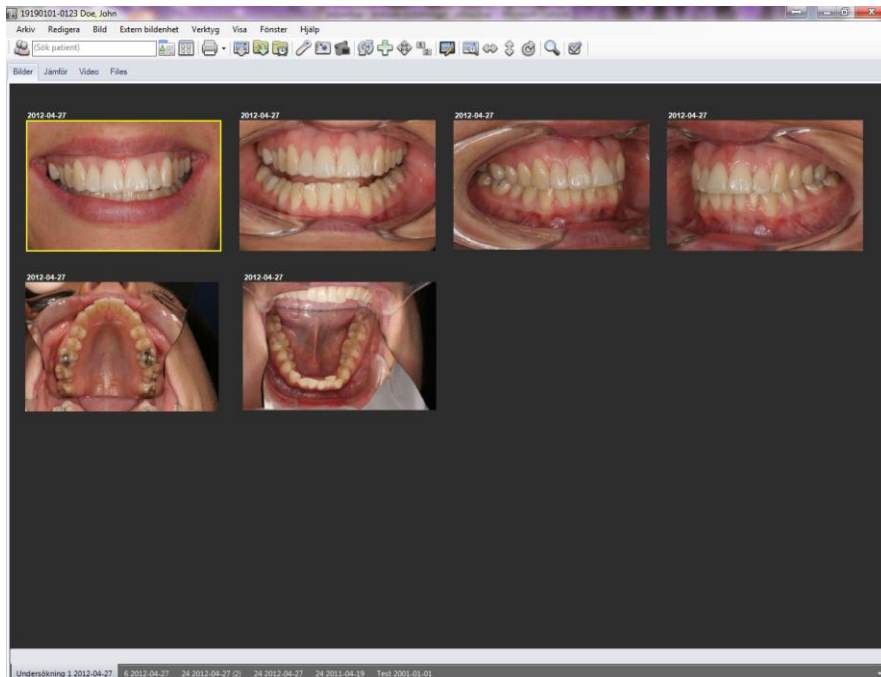 19190101-0123 Doe, John
Arkiv Redigera Bild Extern bildenhet Verktyg Visa Fönster Hjälp
(Sök patient)
Bilder Jämför Video Files
2012-04-27 2012-04-27 2012-04-27 2012-04-27
2012-04-27 2012-04-27
Undersökning 1 2012-04-27 6 2012-04-27 24 2012-04-27 (2) 24 2012-04-27 24 2011-04-19 Test 2001-01-01